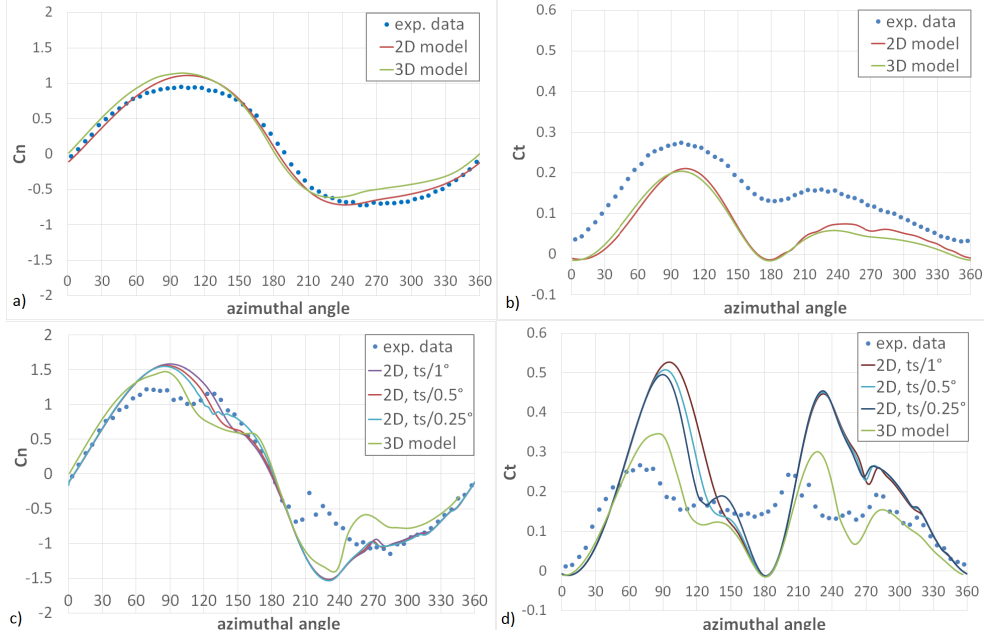 2
1.5
1
0.5
0
-0.5
-1
-1.5
-2
Cn
0 30 60 90 120 150 180 210 240 270 300 330 360
azimuthal angle
exp. data
2D model
3D model
a)
0.6
0.5
0.4
0.3
0.2
0.1
0
-0.1
Ct
0 30 60 90 120 150 180 210 240 270 300 330 360
azimuthal angle
exp. data
2D model
3D model
b)
2
1.5
1
0.5
0
-0.5
-1
-1.5
-2
Cn
0 30 60 90 120 150 180 210 240 270 300 330 360
azimuthal angle
exp. data
2D, ts/1°
2D, ts/0.5°
2D, ts/0.25°
3D model
c)
0.6
0.5
0.4
0.3
0.2
0.1
0
-0.1
Ct
0 30 60 90 120 150 180 210 240 270 300 330 360
azimuthal angle
exp. data
2D, ts/1°
2D, ts/0.5°
2D, ts/0.25°
3D model
d)